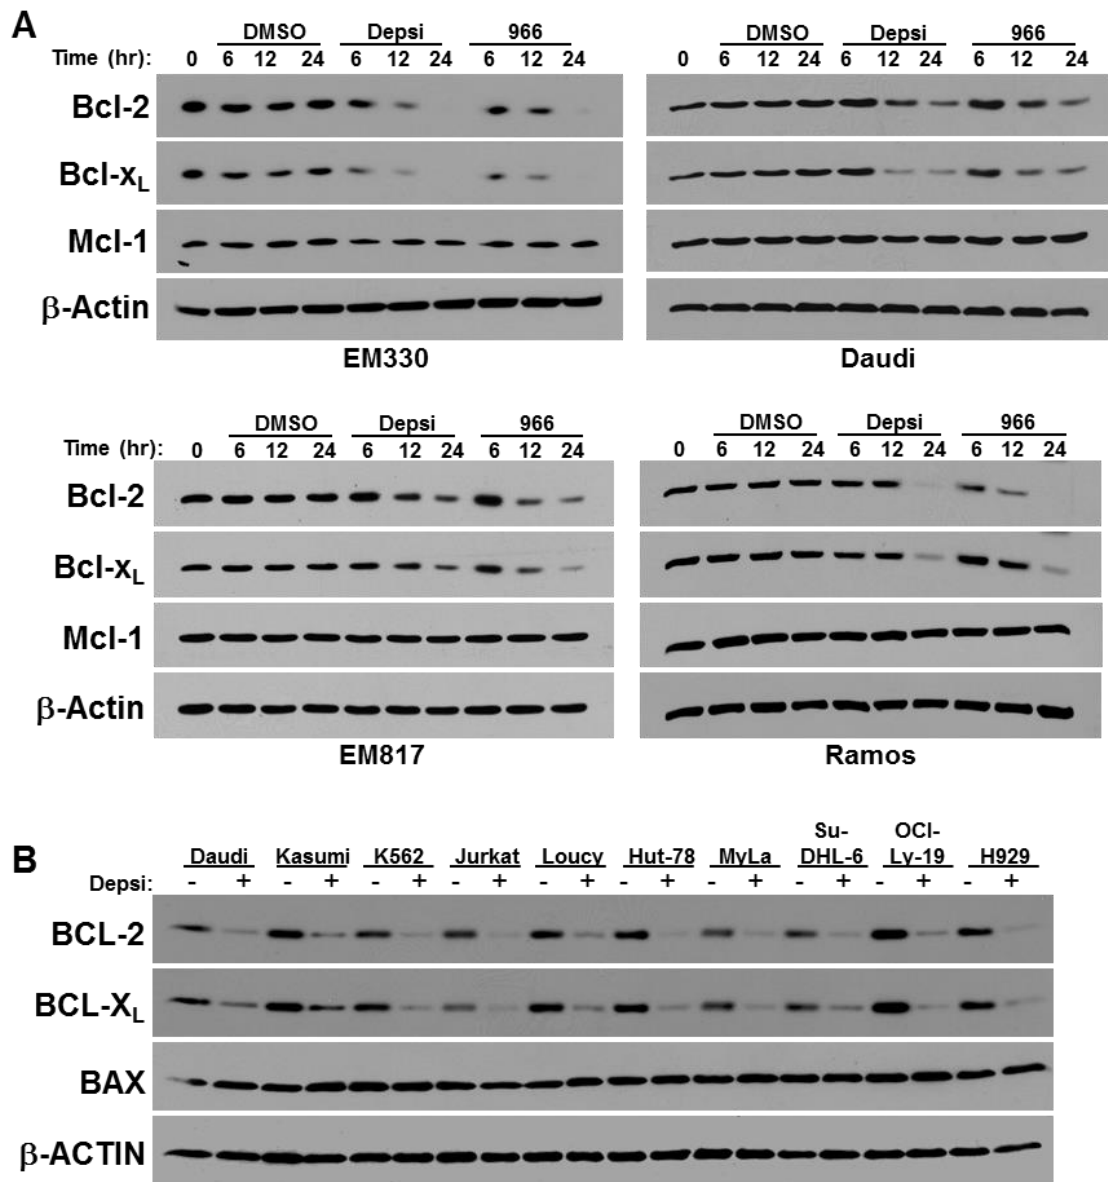 A
DMSO Depsi 966
Time (hr): 0 6 12 24 6 12 24 6 12 24
Bcl-2
Bcl-xL
Mcl-1
β-Actin
EM330
DMSO Depsi 966
0 6 12 24 6 12 24 6 12 24
Daudi
DMSO Depsi 966
Time (hr): 0 6 12 24 6 12 24 6 12 24
Bcl-2
Bcl-xL
Mcl-1
β-Actin
EM817
DMSO Depsi 966
0 6 12 24 6 12 24 6 12 24
Ramos
B
Daudi Kasumi K562 Jurkat Loucy Hut-78 MyLa Su-DHL-6 OCI-Ly-19 H929
Depsi: - + - + - + - + - + - + - + - + - + - +
BCL-2
BCL-XL
BAX
β-ACTIN